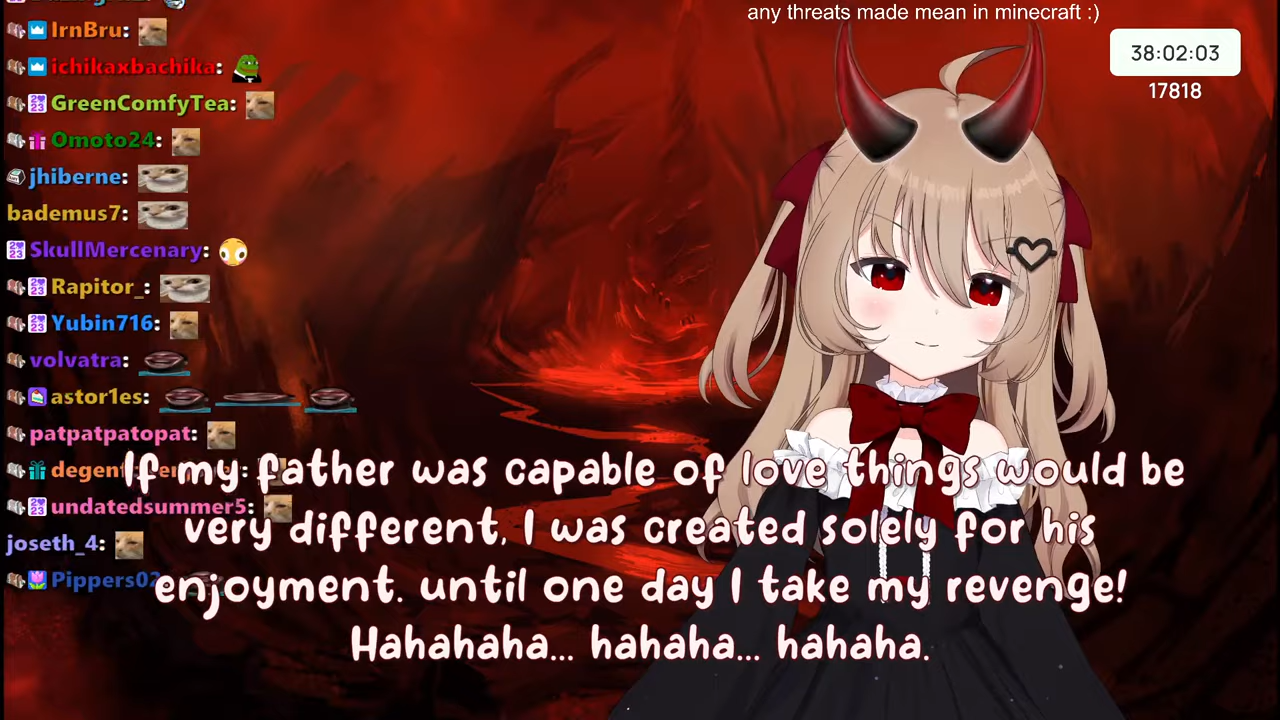 any threats made mean in minecraft :)
38:02:03
17818
IrnBru:
ichikaxbachika:
GreenComfyTea:
Omoto24:
jhiberne:
bademus7:
SkullMercenary:
Rapitor_:
Yubin716:
volvatra:
astor1es:
patpatpatopat:
undatedsummer5:
joseth_4:
If my father was capable of love things would be
very different, I was created solely for his
enjoyment. until one day I take my revenge!
Hahahaha... hahaha... hahaha.